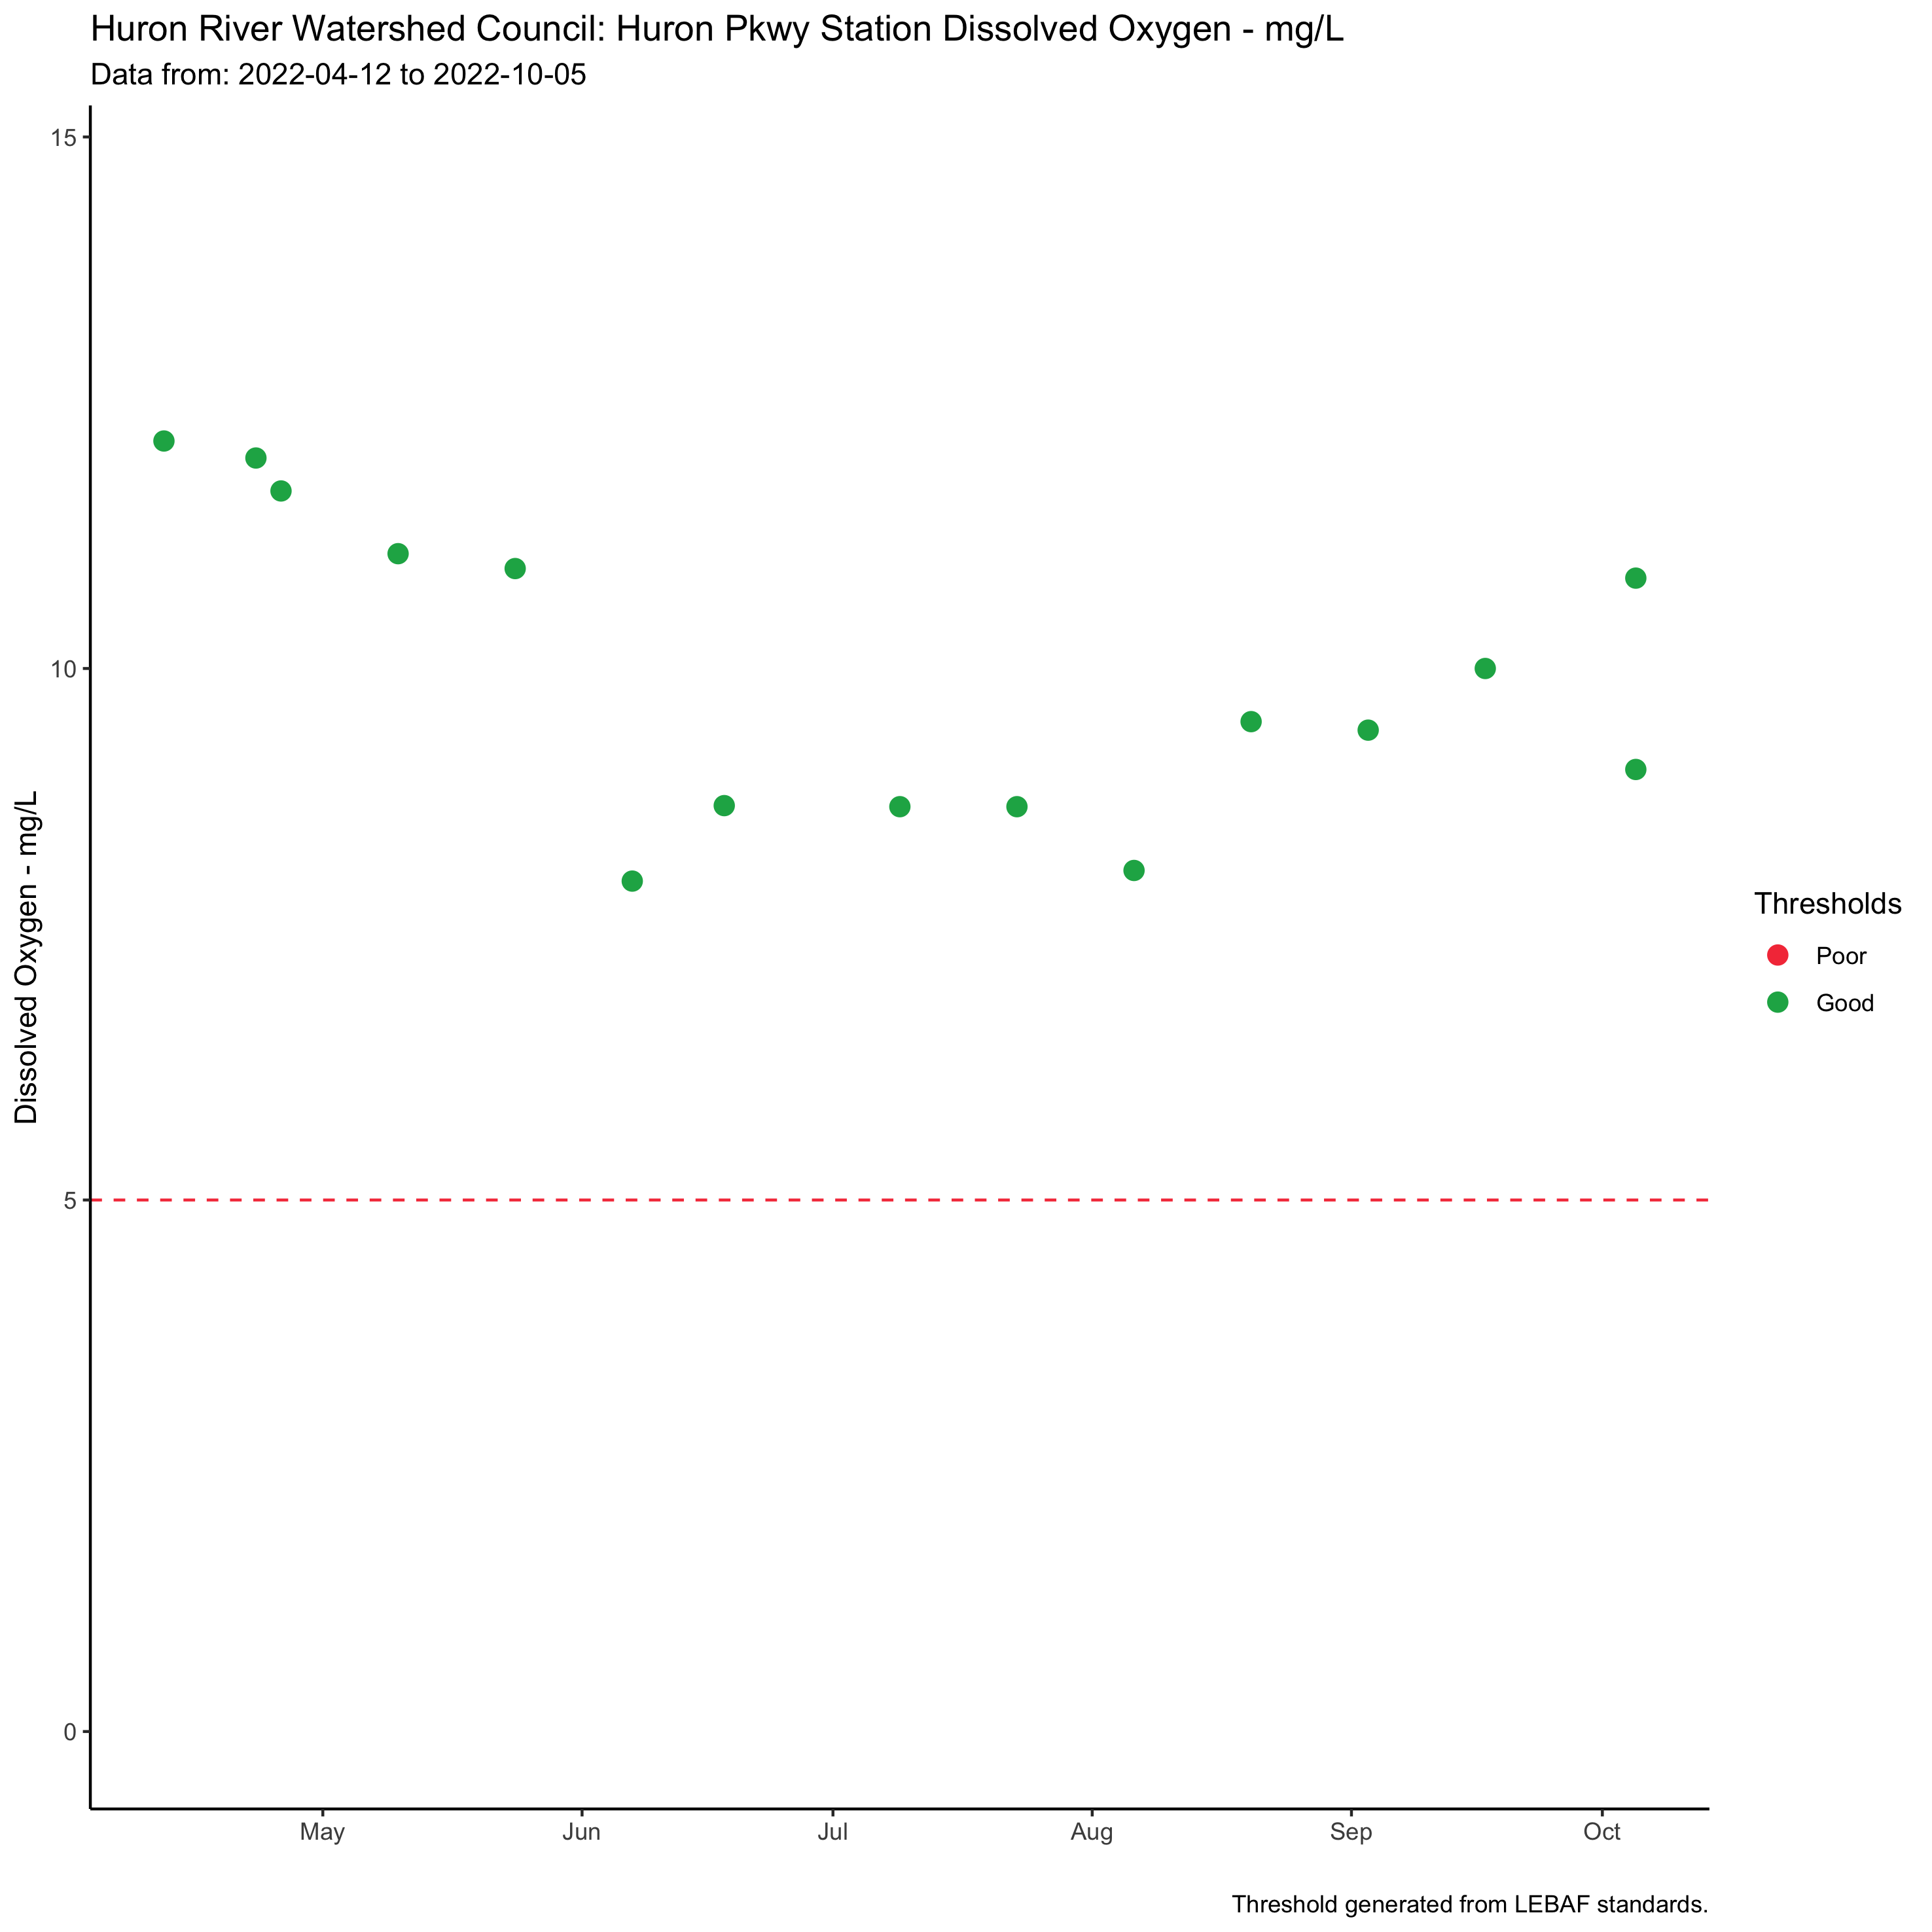 Huron River Watershed Council: Huron Pkwy Station Dissolved Oxygen - mg/L
Data from: 2022-04-12 to 2022-10-05
15
10
5
0
Dissolved Oxygen - mg/L
May Jun Jul Aug Sep Oct
Thresholds
Poor
Good
Threshold generated from LEBAF standards.